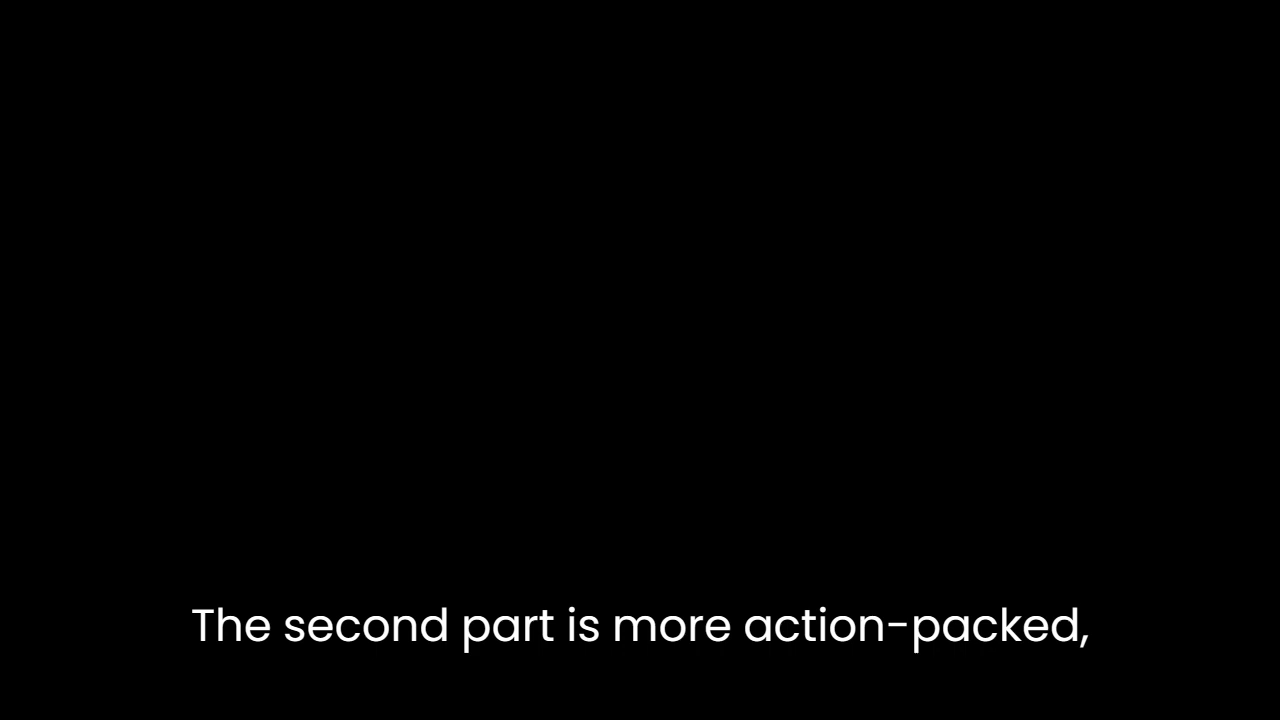 The second part is more action-packed,